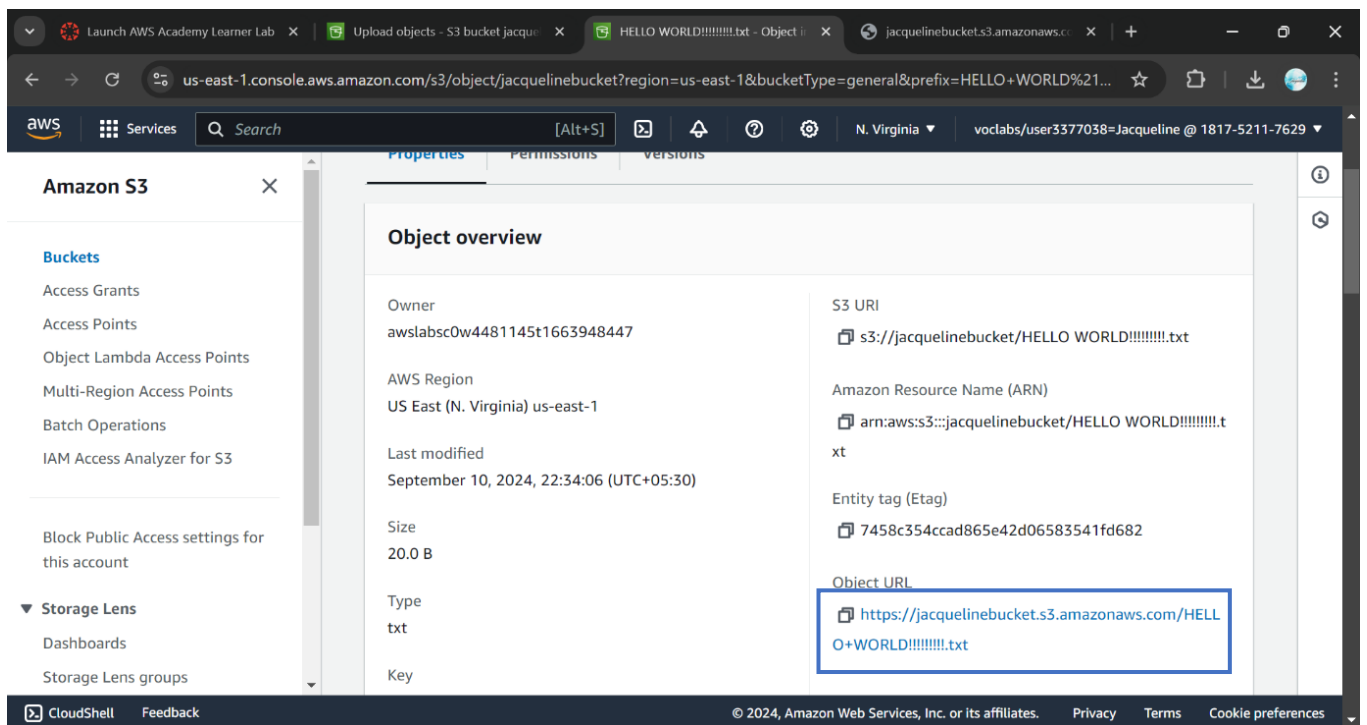 Launch AWS Academy Learner Lab
Upload objects - S3 bucket jacque
HELLO WORLD!!!!!!!!!.txt - Object i
jacquelinebucket.s3.amazonaws.c
us-east-1.console.aws.amazon.com/s3/object/jacquelinebucket?region=us-east-1&bucketType=general&prefix=HELLO+WORLD%21...
aws Services Search [Alt+S] N. Virginia ▼ voclabs/user3377038=Jacqueline @ 1817-5211-7629 ▼
Properties Permissions Versions
Amazon S3
Buckets
Access Grants
Access Points
Object Lambda Access Points
Multi-Region Access Points
Batch Operations
IAM Access Analyzer for S3
Block Public Access settings for
this account
▼ Storage Lens
Dashboards
Storage Lens groups
Object overview
Owner
awslabsc0w4481145t1663948447
AWS Region
US East (N. Virginia) us-east-1
Last modified
September 10, 2024, 22:34:06 (UTC+05:30)
Size
20.0 B
Type
txt
Key
S3 URI
s3://jacquelinebucket/HELLO WORLD!!!!!!!!!.txt
Amazon Resource Name (ARN)
arn:aws:s3:::jacquelinebucket/HELLO WORLD!!!!!!!!!.t
xt
Entity tag (Etag)
7458c354ccad865e42d06583541fd682
Object URL
https://jacquelinebucket.s3.amazonaws.com/HELL
O+WORLD!!!!!!!!!.txt
CloudShell Feedback © 2024, Amazon Web Services, Inc. or its affiliates. Privacy Terms Cookie preferences